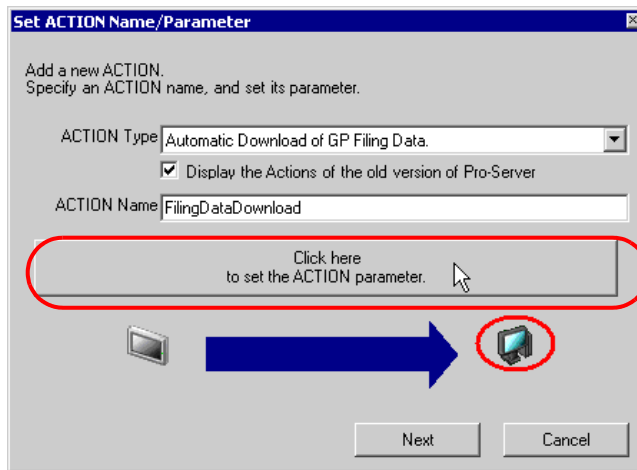 Set ACTION Name/Parameter
Add a new ACTION.
Specify an ACTION name, and set its parameter.
ACTION Type Automatic Download of GP Filing Data.
Display the Actions of the old version of Pro-Server
ACTION Name FilingDataDownload
Click here
to set the ACTION parameter.
Next Cancel